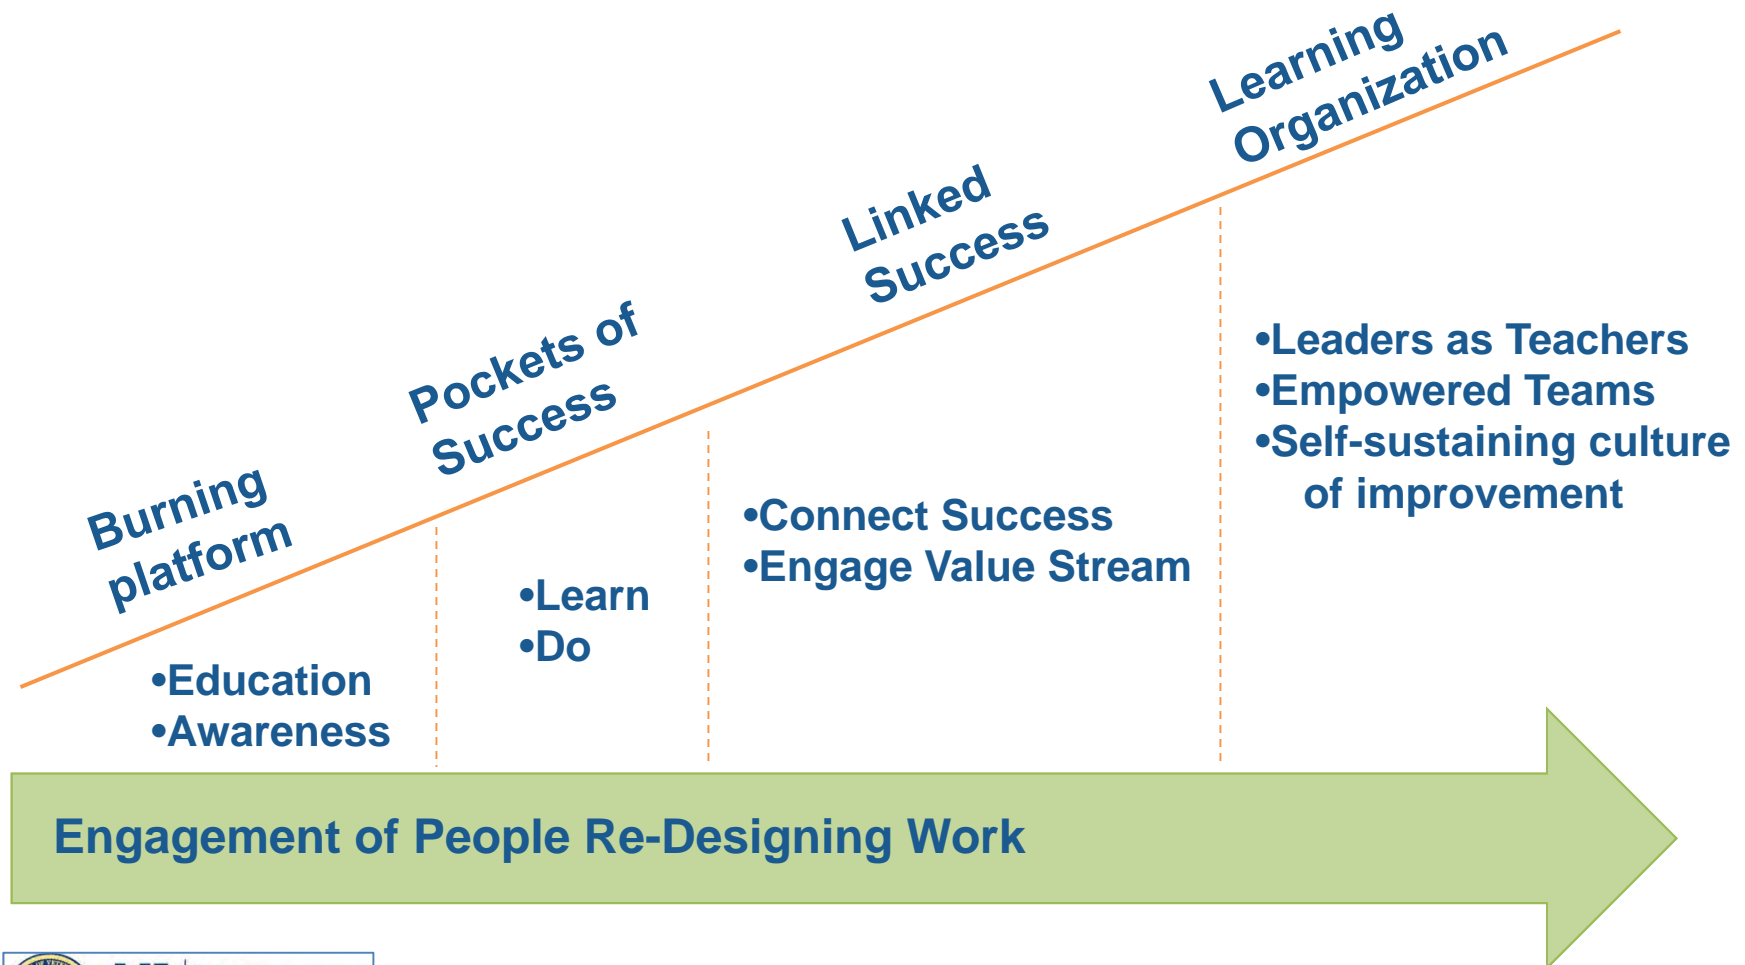 Burning
platform
Pockets of
Success
Linked
Success
Learning
Organization
•Education
•Awareness
•Learn
•Do
•Connect Success
•Engage Value Stream
•Leaders as Teachers
•Empowered Teams
•Self-sustaining culture
of improvement
Engagement of People Re-Designing Work